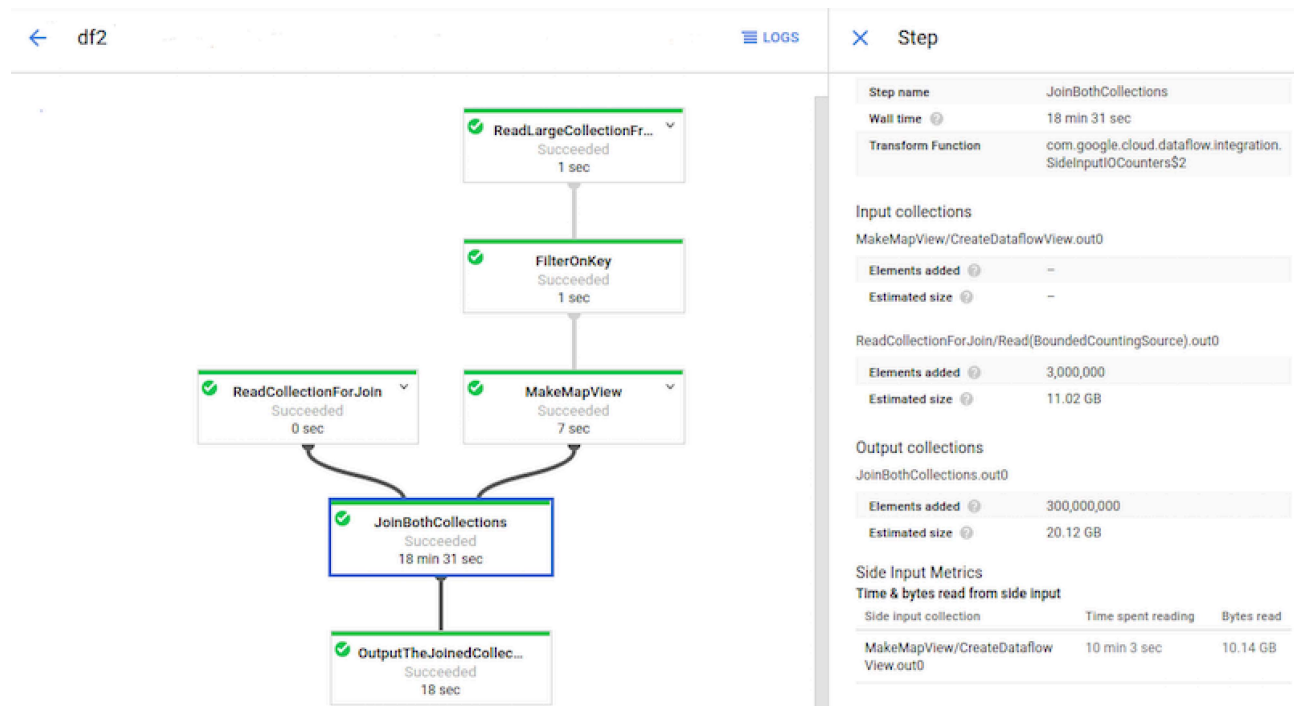 df2
LOGS
Step
ReadLargeCollectionFr...
Succeeded
1 sec
FilterOnKey
Succeeded
1 sec
ReadCollectionForJoin
Succeeded
0 sec
MakeMapView
Succeeded
7 sec
JoinBothCollections
Succeeded
18 min 31 sec
OutputTheJoinedCollec...
Succeeded
18 sec
Step name JoinBothCollections
Wall time 18 min 31 sec
Transform Function com.google.cloud.dataflow.integration.
SideInputIOCounters$2
Input collections
MakeMapView/CreateDataflowView.out0
Elements added –
Estimated size –
ReadCollectionForJoin/Read(BoundedCountingSource).out0
Elements added 3,000,000
Estimated size 11.02 GB
Output collections
JoinBothCollections.out0
Elements added 300,000,000
Estimated size 20.12 GB
Side Input Metrics
Time & bytes read from side input
Side input collection Time spent reading Bytes read
MakeMapView/CreateDataflow 10 min 3 sec 10.14 GB
View.out0